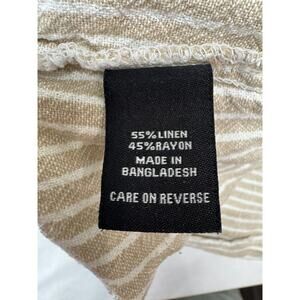 55% LINEN
45% RAYON
MADE IN
BANGLADESH
CARE ON REVERSE